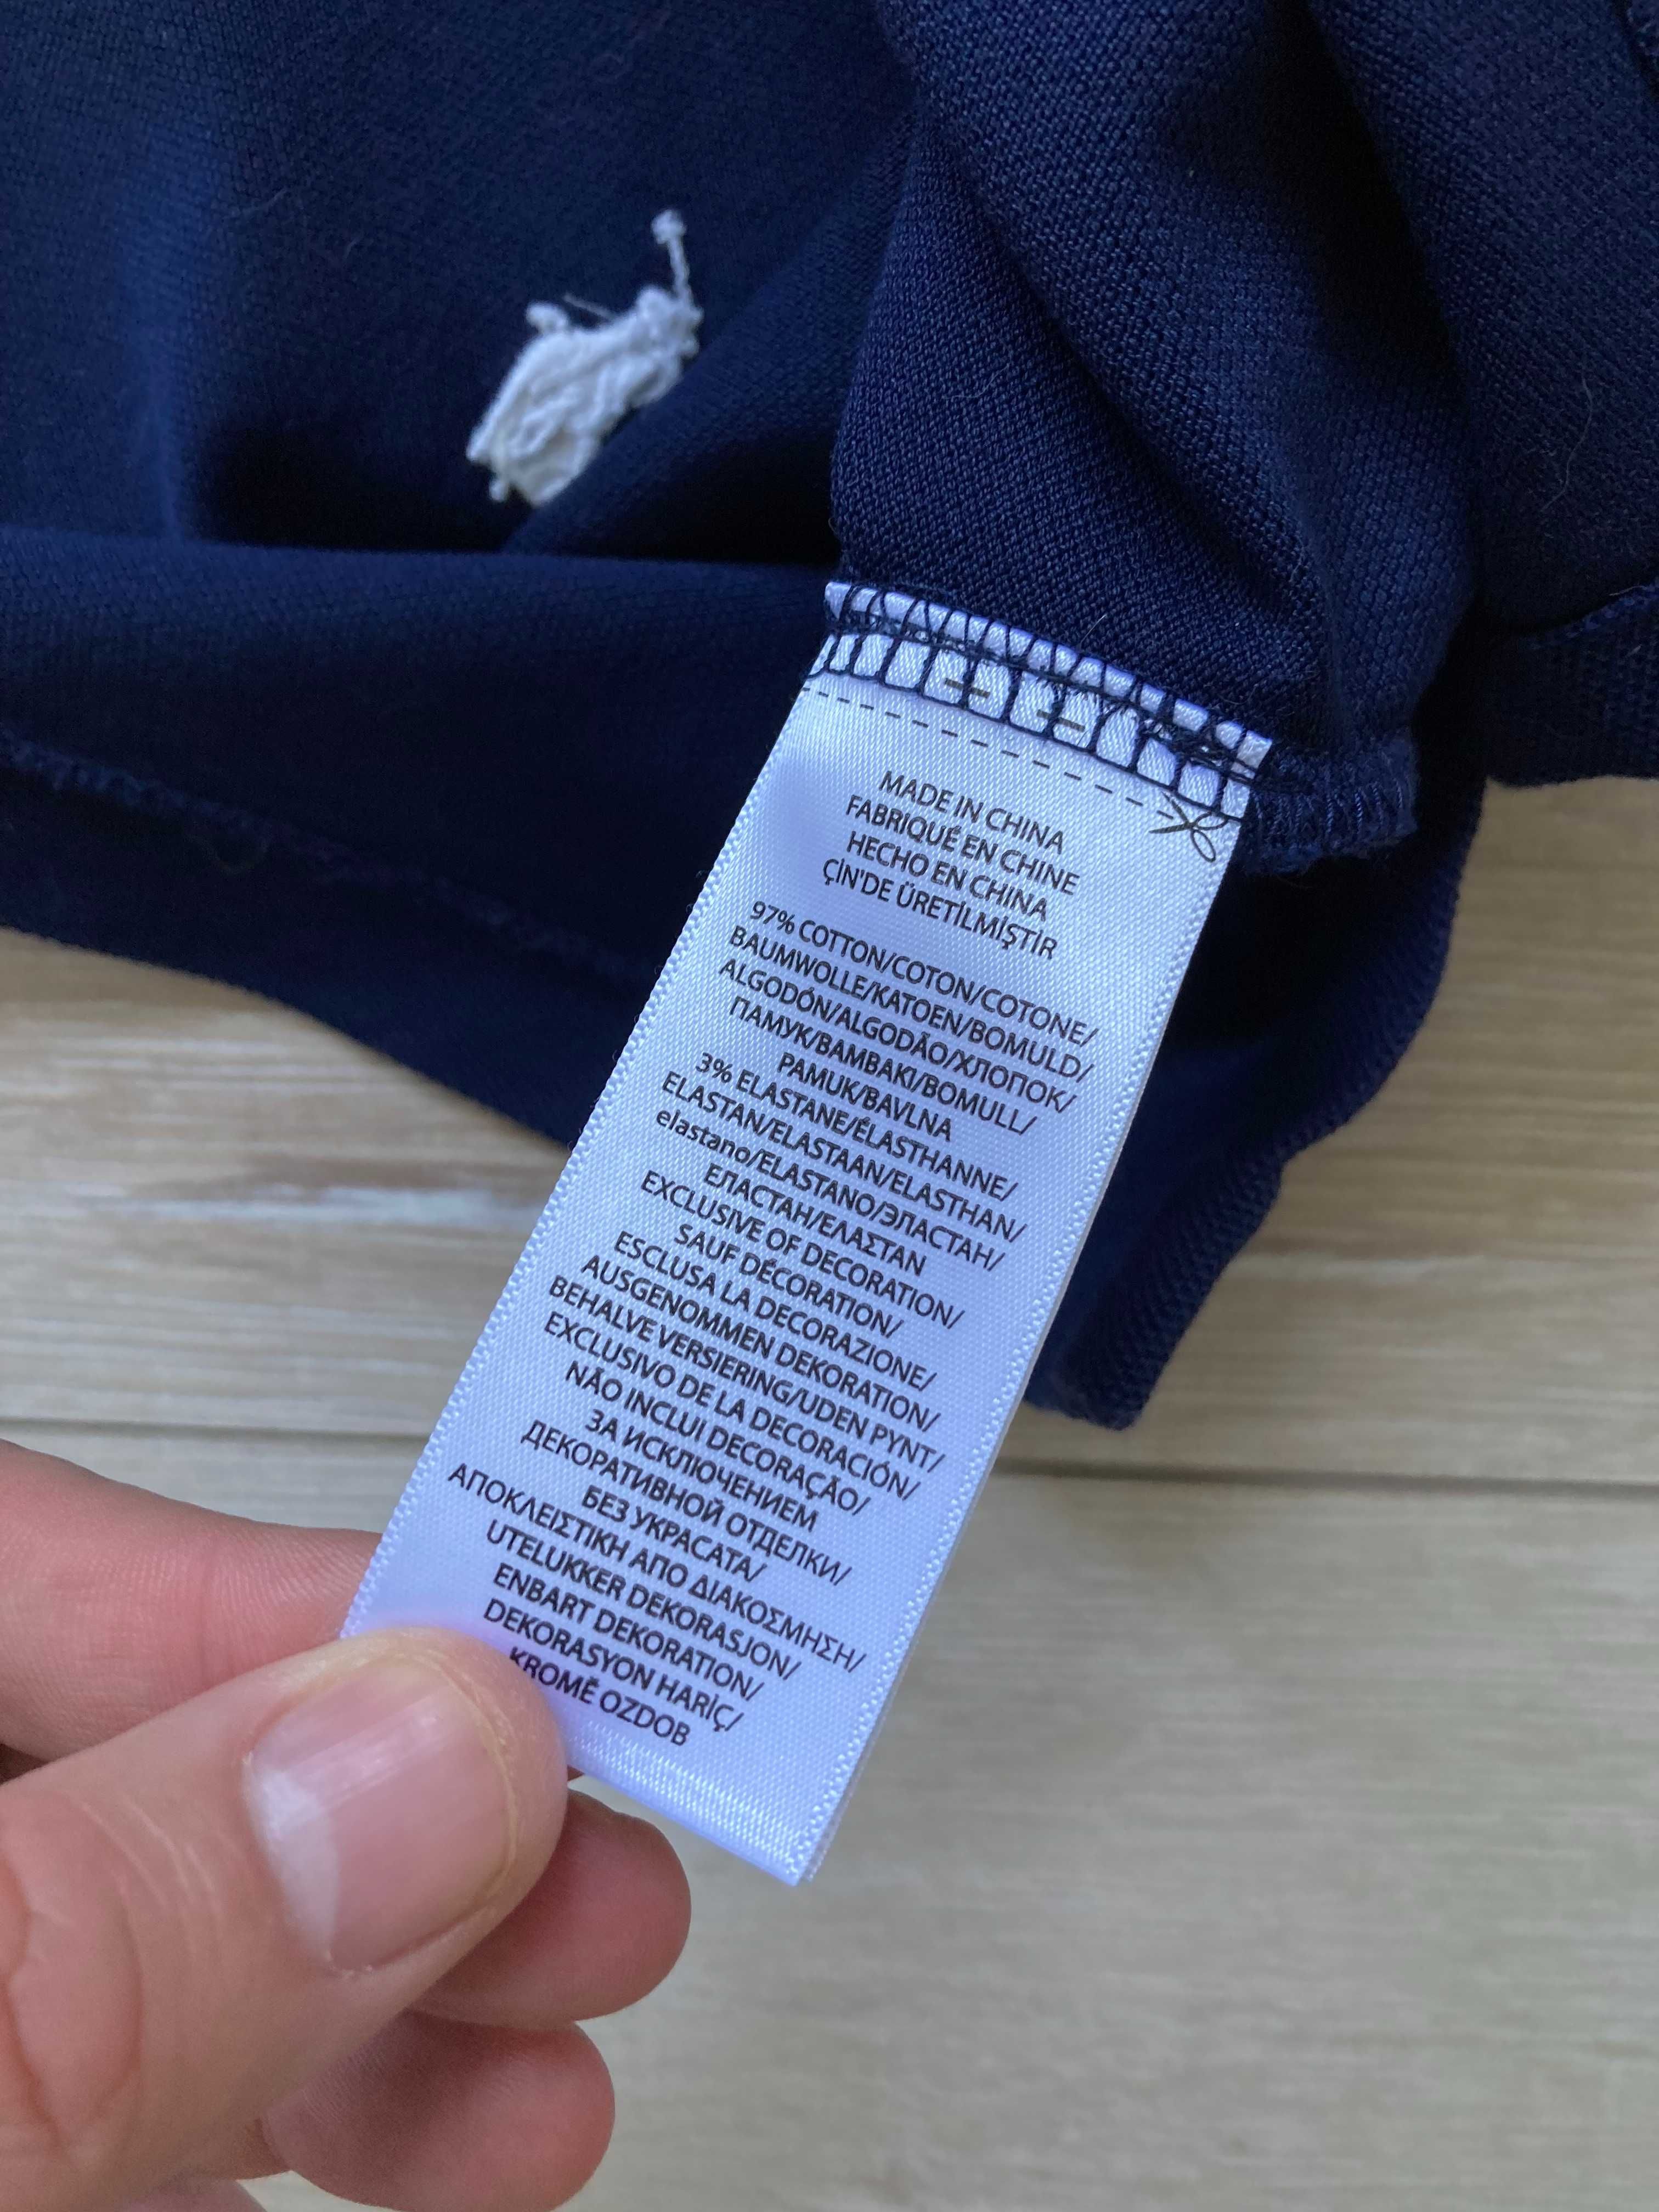 MADE IN CHINA
FABRIQUÉ EN CHINE
HECHO EN CHINA
ÇİN'DE ÜRETİLMİŞTİR
97% COTTON/COTON/COTONE/
BAUMWOLLE/KATOEN/BOMULD/
ALGODÓN/ALGODÃO/ХЛОПОК/
ПАМУК/BAMBAKI/BOMULL/
PAMUK/BAVLNA
3% ELASTANE/ÉLASTHANNE/
ELASTAN/ELASTAAN/ELASTHAN/
elastano/ELASTANO/ЭЛАСТАН/
ЕЛАСТАН/ΕΛΑΣΤΑΝ
EXCLUSIVE OF DECORATION/
SAUF DÉCORATION/
ESCLUSA LA DECORAZIONE/
AUSGENOMMEN DEKORATION/
BEHALVE VERSIERING/UDEN PYNT/
EXCLUSIVO DE LA DECORACIÓN/
NÃO INCLUI DECORAÇÃO/
ЗА ИСКЛЮЧЕНИЕМ
ДЕКОРАТИВНОЙ ОТДЕЛКИ/
БЕЗ УКРАСАТА/
ΑΠΟΚΛΕΙΣΤΙΚΗ ΑΠΟ ΔΙΑΚΟΣΜΗΣΗ/
UTELUKKER DEKORASJON/
ENBART DEKORATION/
DEKORASYON HARİÇ/
KROMĚ OZDOB